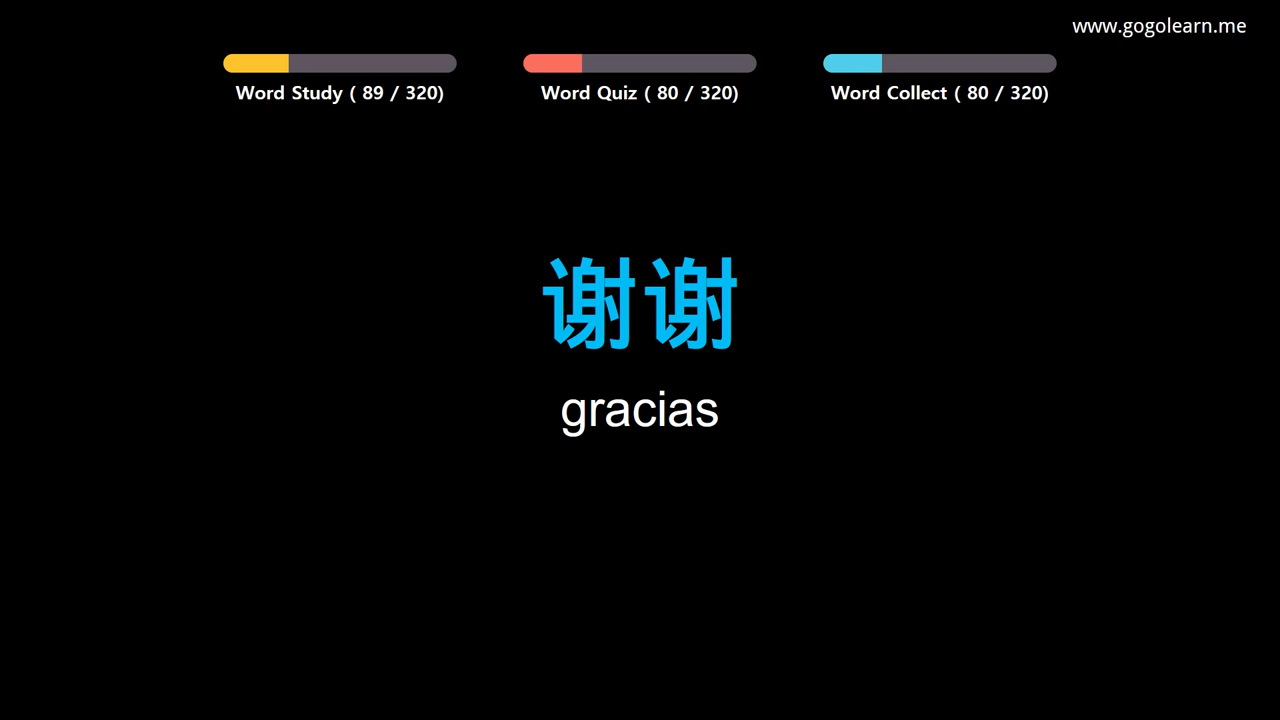 www.gogolearn.me
Word Study ( 89 / 320)
Word Quiz ( 80 / 320)
Word Collect ( 80 / 320)
谢谢
gracias